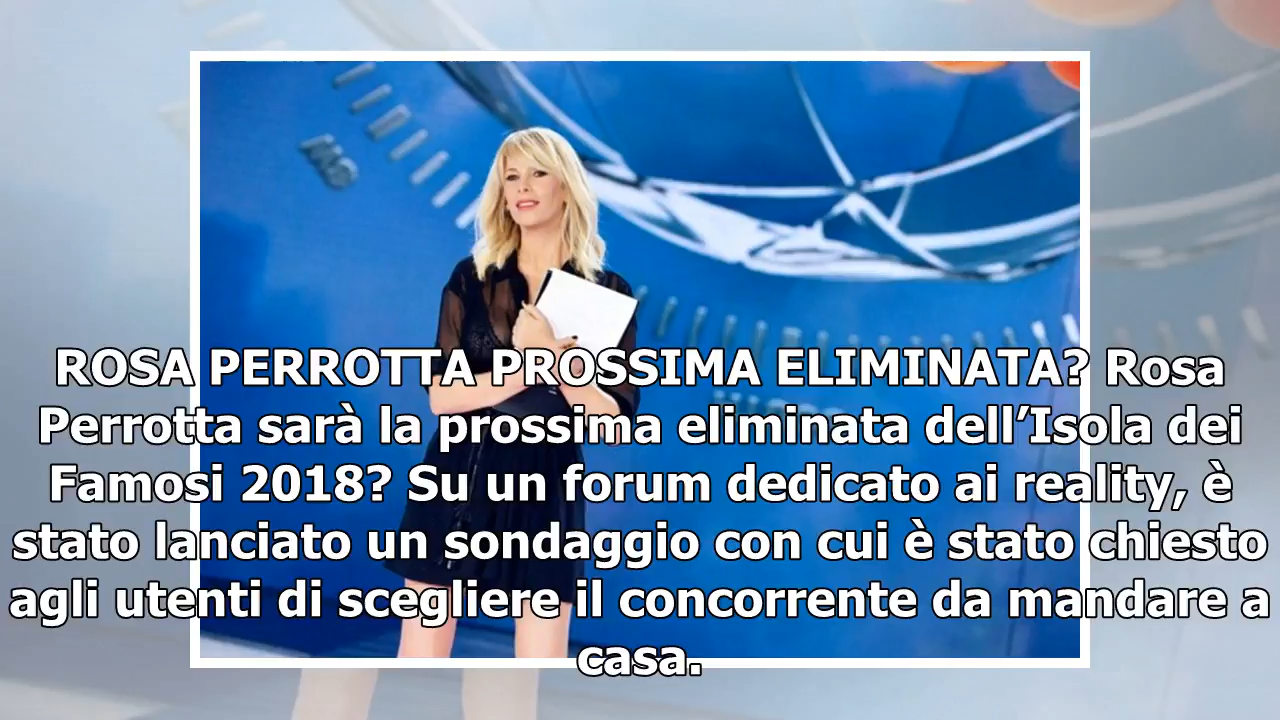 ROSA PERROTTA PROSSIMA ELIMINATA? Rosa
Perrotta sarà la prossima eliminata dell’Isola dei
Famosi 2018? Su un forum dedicato ai reality, è
stato lanciato un sondaggio con cui è stato chiesto
agli utenti di scegliere il concorrente da mandare a
casa.